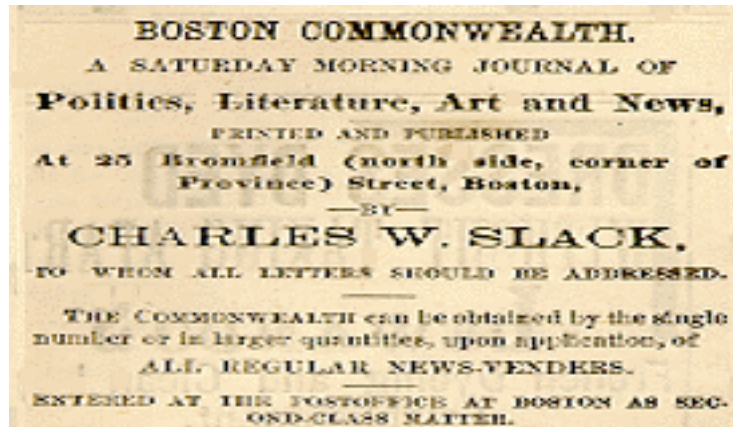 BOSTON COMMONWEALTH.
A SATURDAY MORNING JOURNAL OF
Politics, Literature, Art and News,
PRINTED AND PUBLISHED
At 25 Bromfield (north side, corner of
Province) Street, Boston,
—BY—
CHARLES W. SLACK,
TO WHOM ALL LETTERS SHOULD BE ADDRESSED.
THE COMMONWEALTH can be obtained by the single
number or in larger quantities, upon application, of
ALL REGULAR NEWS-VENDERS.
ENTERED AT THE POSTOFFICE AT BOSTON AS SEC-
OND-CLASS MATTER.